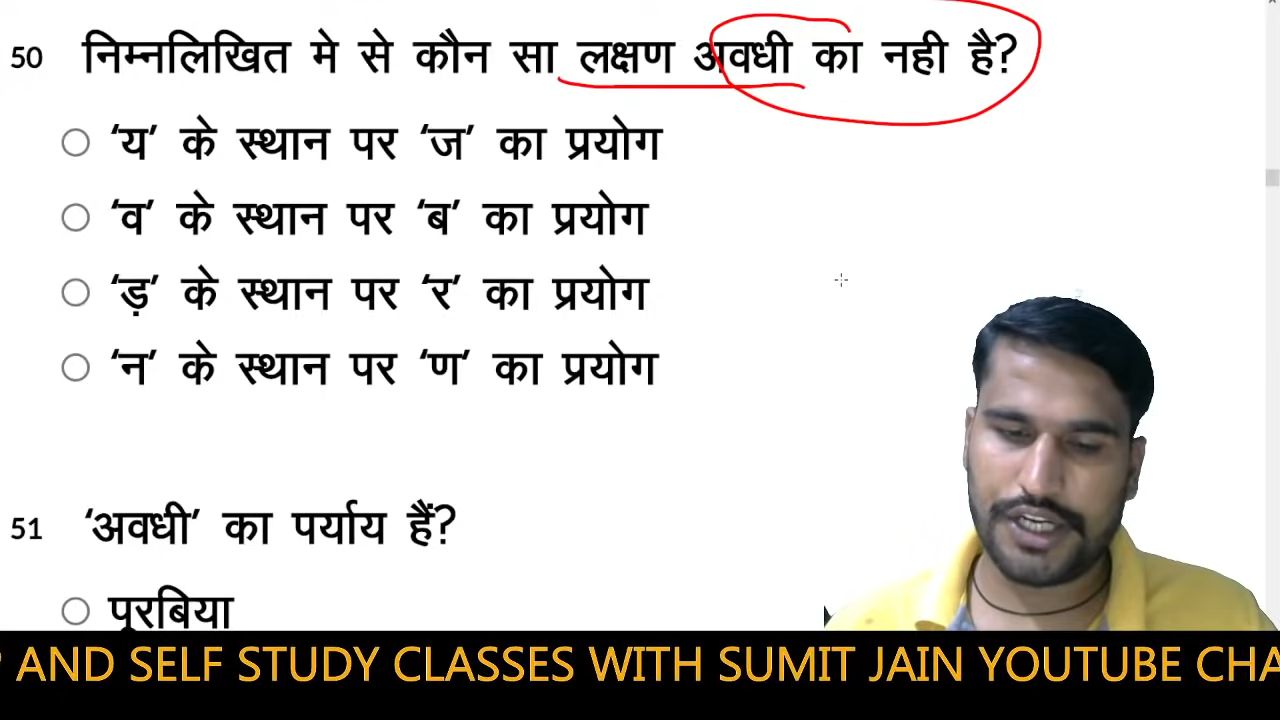 50 निम्नलिखित मे से कौन सा लक्षण अवधी का नही है?
‘य’ के स्थान पर ‘ज’ का प्रयोग
‘व’ के स्थान पर ‘ब’ का प्रयोग
‘ड़’ के स्थान पर ‘र’ का प्रयोग
‘न’ के स्थान पर ‘ण’ का प्रयोग
51 ‘अवधी’ का पर्याय हैं?
पूरबिया
AND SELF STUDY CLASSES WITH SUMIT JAIN YOUTUBE